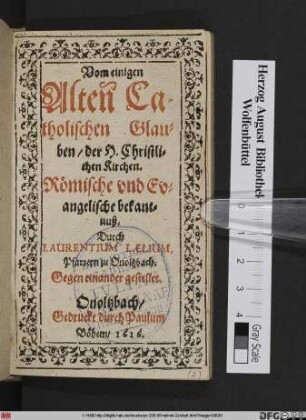 Vom einigen
Alten Ca-
tholischen Glau-
ben/ der H. Christli-
chen Kirchen.
Römische vnd Ev-
angelische bekant-
nuß.
Durch
LAURENTIUM LÆLIUM,
Pfarrern zu Onoltzbach.
Gegen einander gestellet.
Onoltzbach/
Gedruckt durch Paulum
Böhem/ 1616.
Herzog August Bibliothek
Wolfenbüttel
Gray Scale